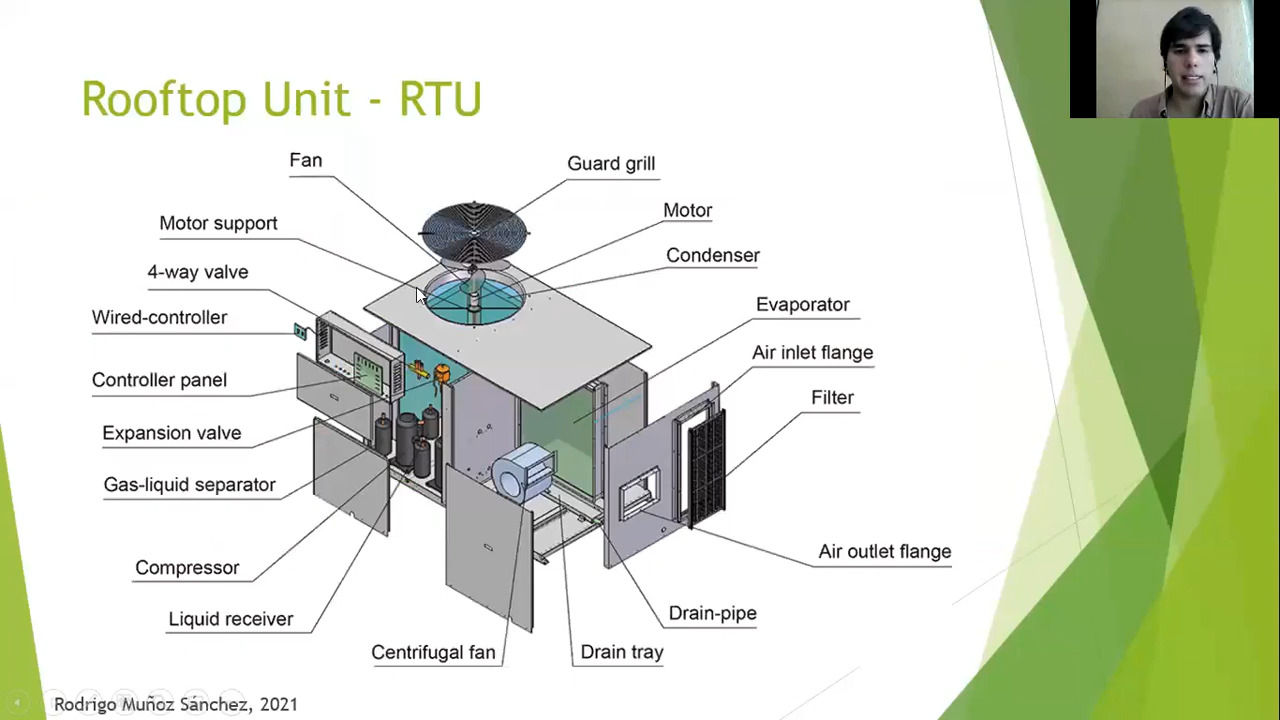 Rooftop Unit - RTU
Fan
Guard grill
Motor support
Motor
4-way valve
Condenser
Wired-controller
Evaporator
Air inlet flange
Controller panel
Filter
Expansion valve
Gas-liquid separator
Air outlet flange
Compressor
Liquid receiver
Drain-pipe
Centrifugal fan
Drain tray
Rodrigo Muñoz Sánchez, 2021